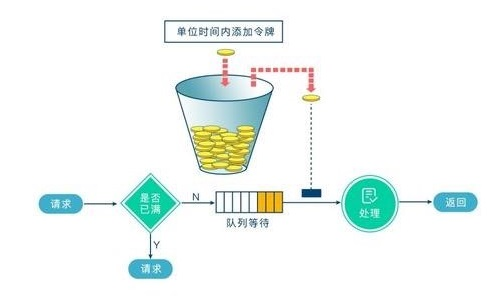 单位时间内添加令牌
请求
是否
已满
N
队列等待
处理
返回
Y
请求